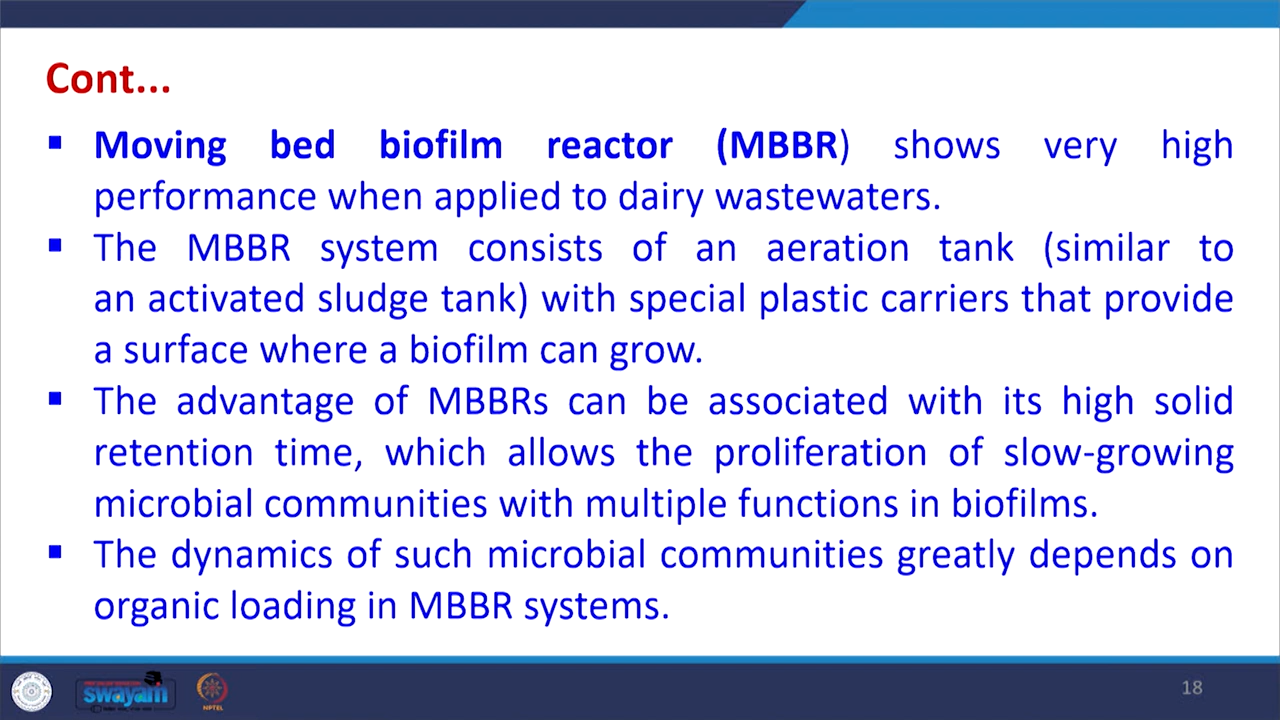 Cont...
▪ Moving bed biofilm reactor (MBBR) shows very high
performance when applied to dairy wastewaters.
▪ The MBBR system consists of an aeration tank (similar to
an activated sludge tank) with special plastic carriers that provide
a surface where a biofilm can grow.
▪ The advantage of MBBRs can be associated with its high solid
retention time, which allows the proliferation of slow-growing
microbial communities with multiple functions in biofilms.
▪ The dynamics of such microbial communities greatly depends on
organic loading in MBBR systems.
swayam
NPTEL
18